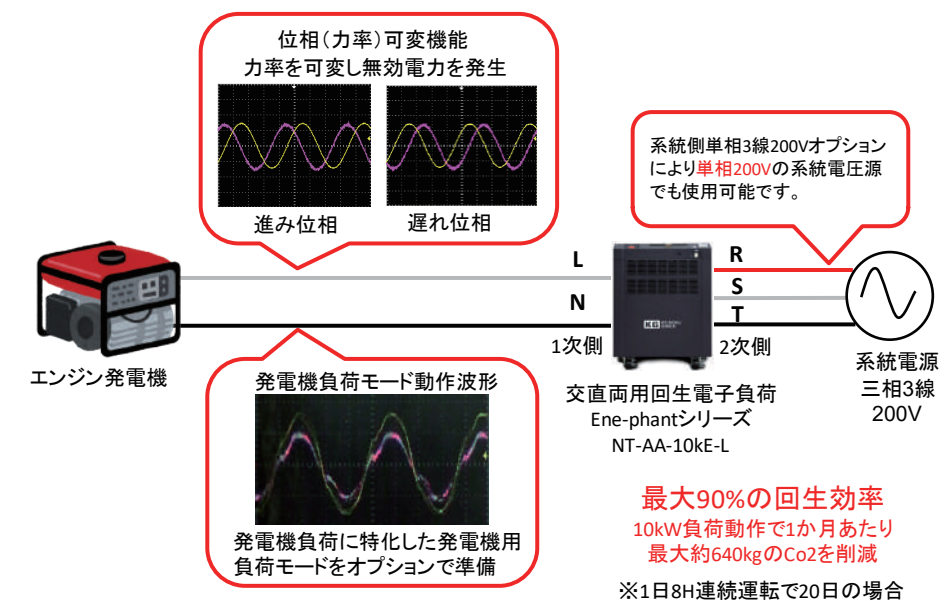 位相(力率)可変機能
力率を可変し無効電力を発生
進み位相
遅れ位相
系統側単相3線200Vオプション
により単相200Vの系統電圧源
でも使用可能です。
L
N
R
S
T
KG
1次側
2次側
エンジン発電機
交直両用回生電子負荷
Ene-phantシリーズ
NT-AA-10kE-L
系統電源
三相3線
200V
発電機負荷モード動作波形
発電機負荷に特化した発電機用
負荷モードをオプションで準備
最大90%の回生効率
10kW負荷動作で1か月あたり
最大約640kgのCo2を削減
※1日8H連続運転で20日の場合